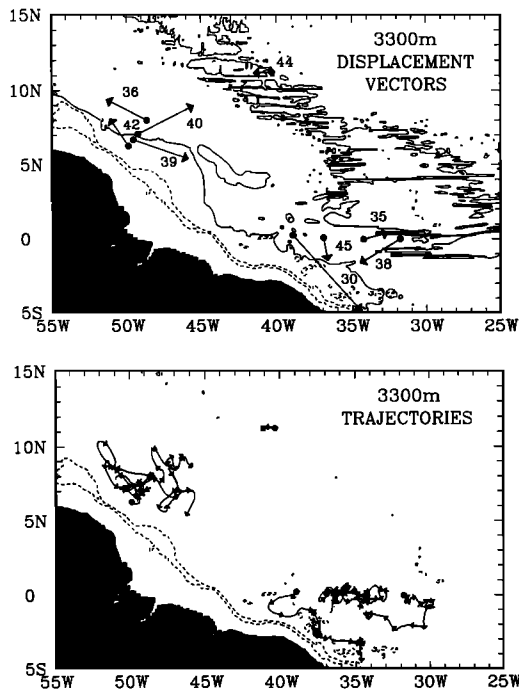 15N
10N
5N
0
5S
55W 50W 45W 40W 35W 30W 25W
3300m
DISPLACEMENT
VECTORS
44
36
42
40
39
35
45
38
30
15N
10N
5N
0
5S
55W 50W 45W 40W 35W 30W 25W
3300m
TRAJECTORIES